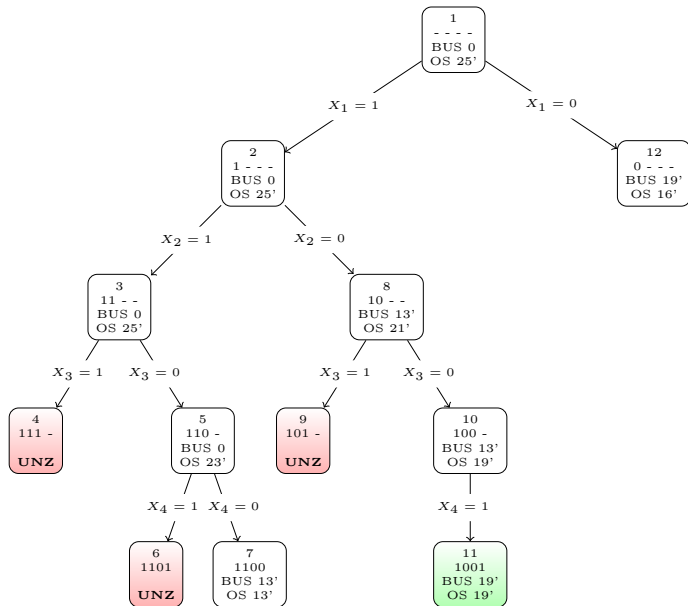 1
- - - -
BUS 0
OS 25'
X1 = 1
X1 = 0
2
1 - - -
BUS 0
OS 25'
12
0 - - -
BUS 19'
OS 16'
X2 = 1
X2 = 0
3
11 - -
BUS 0
OS 25'
8
10 - -
BUS 13'
OS 21'
X3 = 1
X3 = 0
X3 = 1
X3 = 0
4
111 -
UNZ
5
110 -
BUS 0
OS 23'
9
101 -
UNZ
10
100 -
BUS 13'
OS 19'
X4 = 1
X4 = 0
X4 = 1
6
1101
UNZ
7
1100
BUS 13'
OS 13'
11
1001
BUS 19'
OS 19'